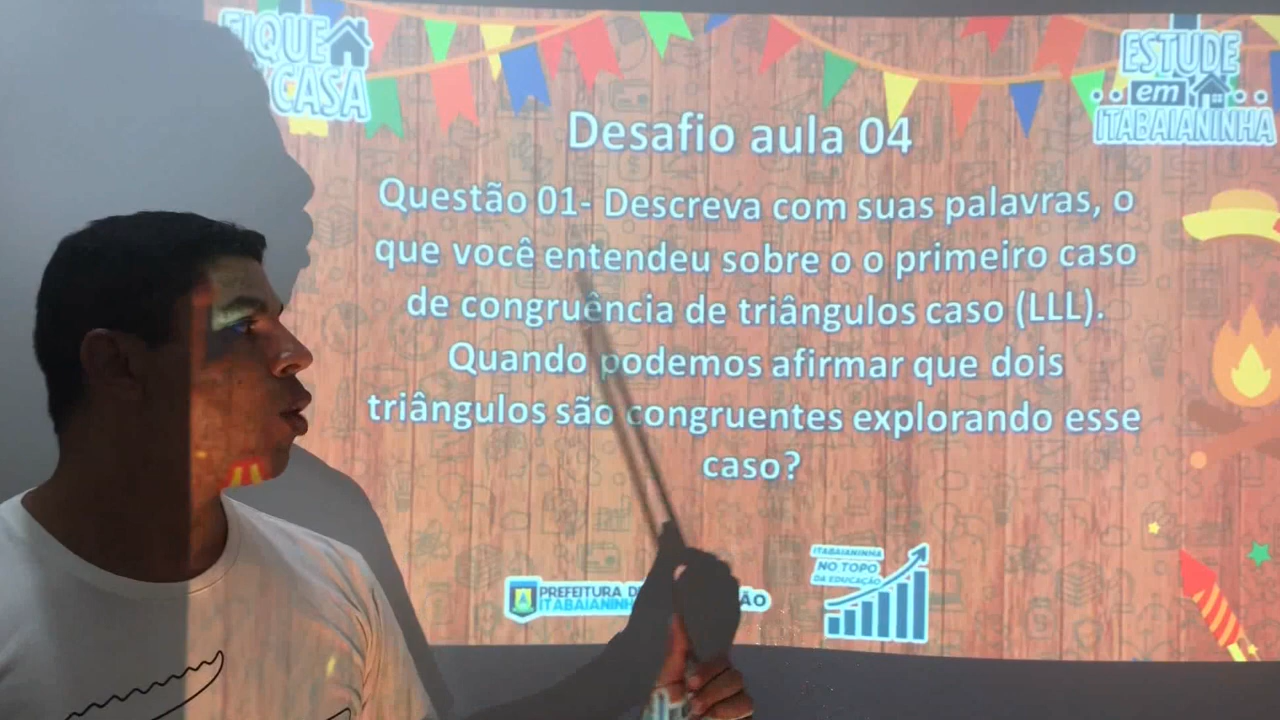 FIQUE
CASA
ESTUDE
em
ITABAIANINHA
Desafio aula 04
Questão 01- Descreva com suas palavras, o
que você entendeu sobre o o primeiro caso
de congruência de triângulos caso (LLL).
Quando podemos afirmar que dois
triângulos são congruentes explorando esse
caso?
PREFEITURA
ITABAIANINH
ÃO
ITABAIANINHA
NO TOPO
DA EDUCAÇÃO